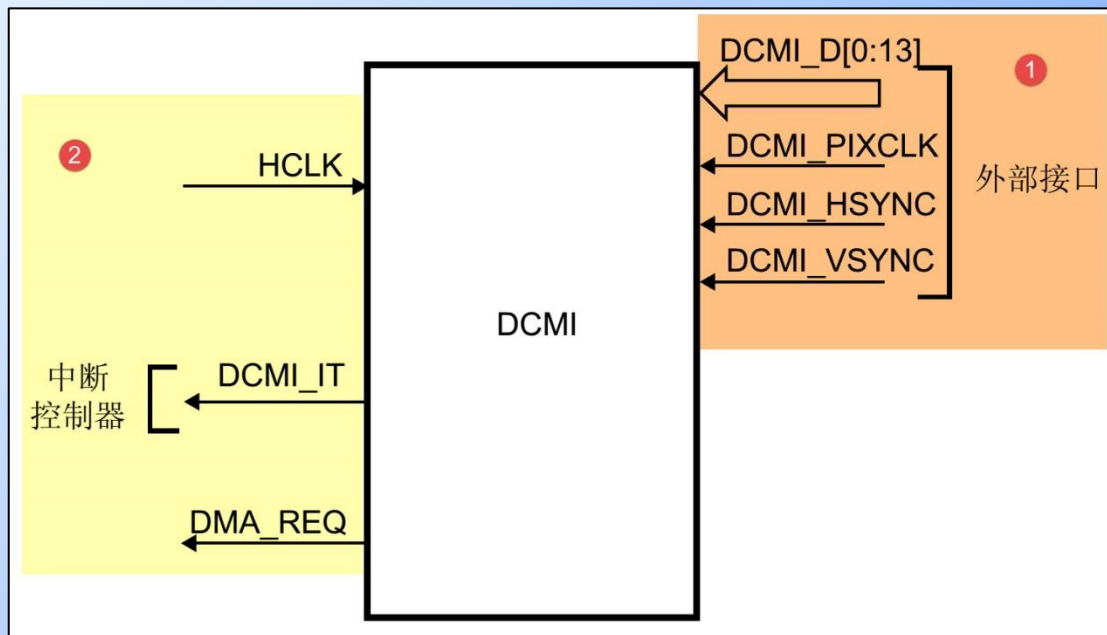 DCMI_D[0:13]
1
DCMI_PIXCLK
外部接口
DCMI_HSYNC
DCMI_VSYNC
2
HCLK
DCMI
中断
控制器
DCMI_IT
DMA_REQ